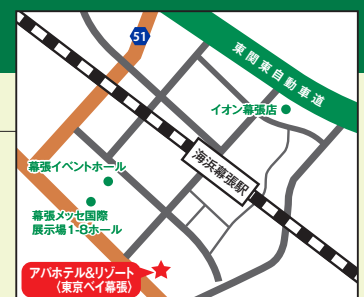 51
東関東自動車道
イオン幕張店
海浜幕張駅
幕張イベントホール
幕張メッセ国際
展示場1-8ホール
アパホテル&リゾート
〈東京ベイ幕張〉